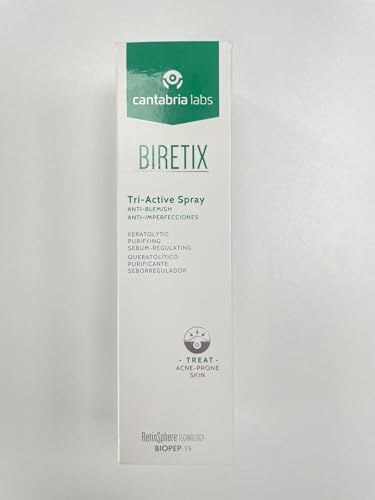 cantabria labs
BIRETIX
Tri-Active Spray
ANTI-BLEMISH
ANTI-IMPERFECCIONES
KERATOLYTIC
PURIFYING
SEBUM-REGULATING
QUERATOLÍTICO
PURIFICANTE
SEBORREGULADOR
- TREAT -
ACNE-PRONE
SKIN
RetinSphere TECHNOLOGY
BIOPEP-15